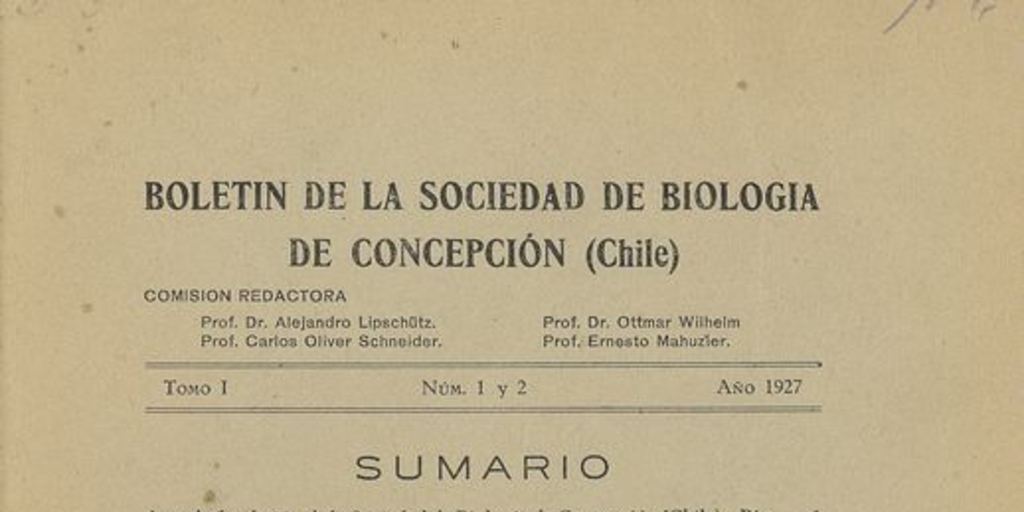 BOLETIN DE LA SOCIEDAD DE BIOLOGIA
DE CONCEPCIÓN (Chile)
COMISION REDACTORA
Prof. Dr. Alejandro Lipschütz. Prof. Dr. Ottmar Wilhelm
Prof. Carlos Oliver Schneider. Prof. Ernesto Mahuzier.
Tomo I Núm. 1 y 2 Año 1927
SUMARIO